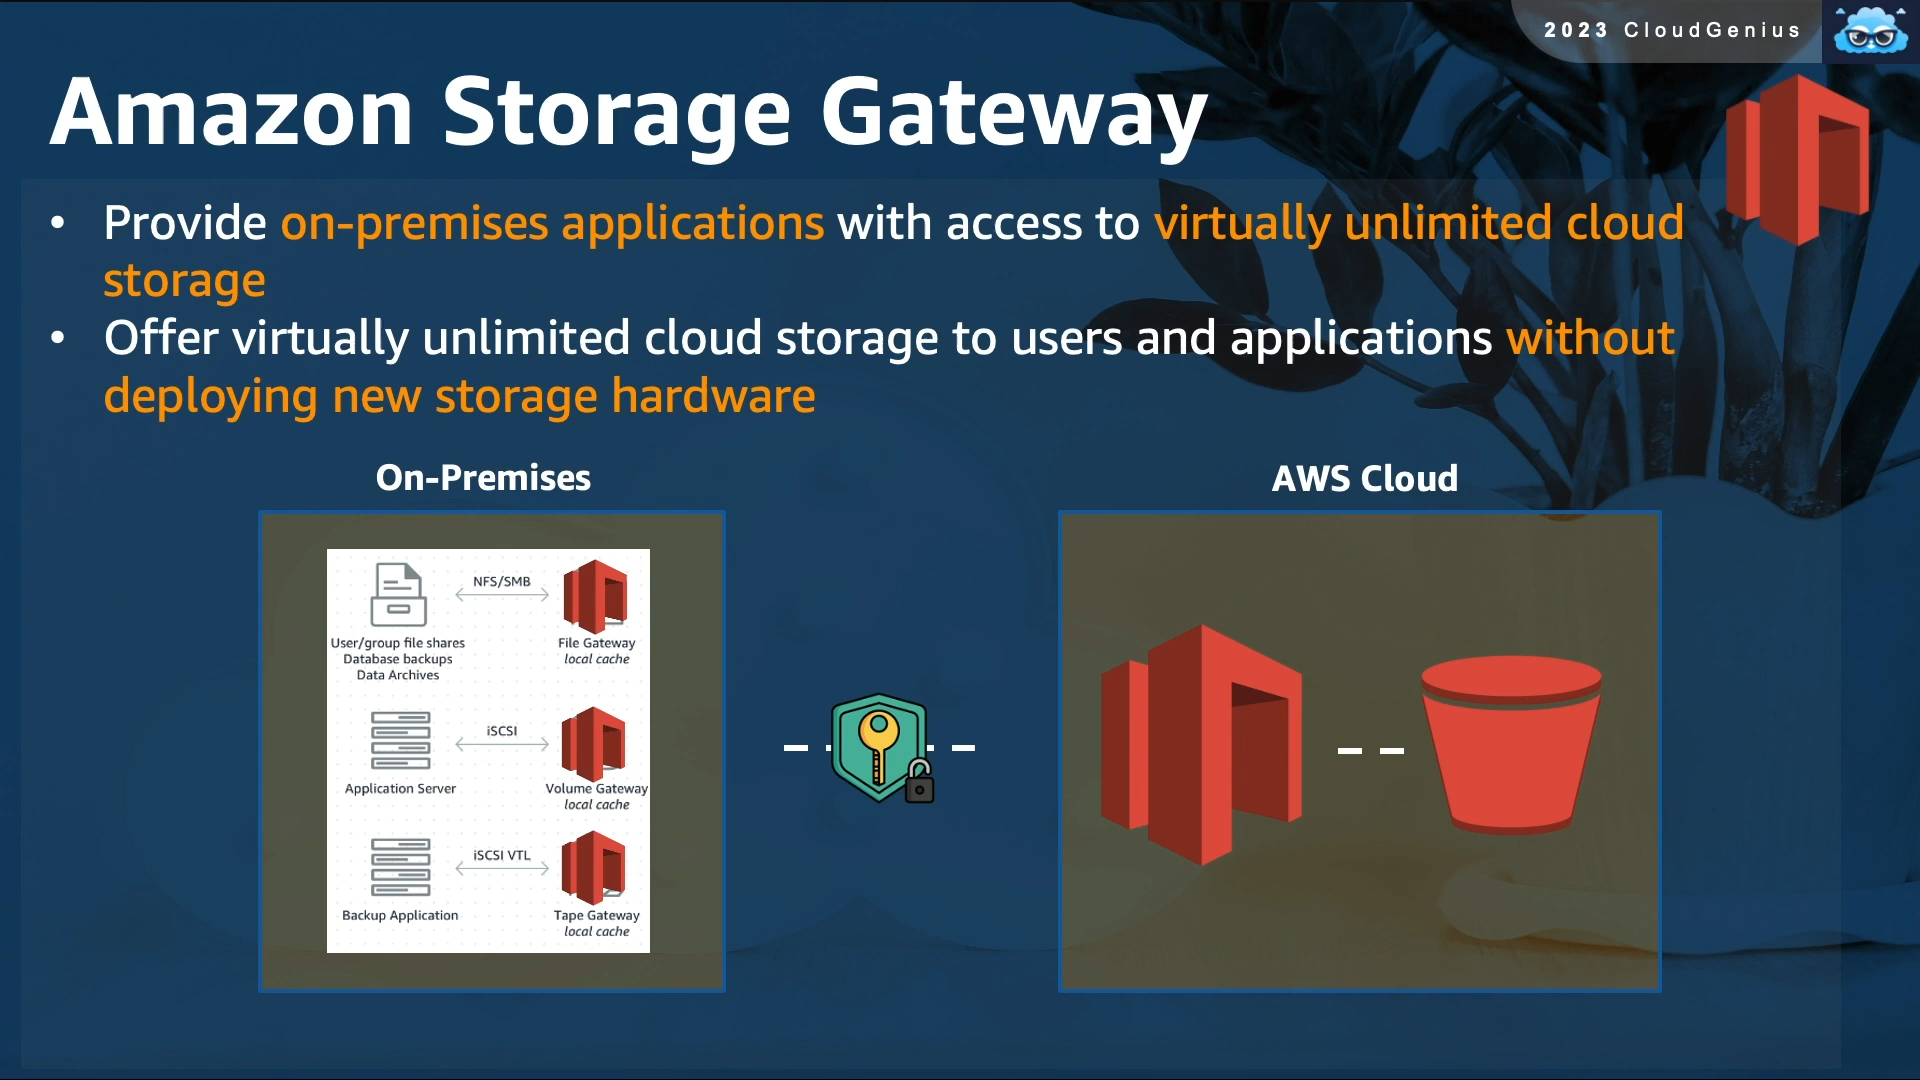 2023 CloudGenius
Amazon Storage Gateway
• Provide on-premises applications with access to virtually unlimited cloud
storage
• Offer virtually unlimited cloud storage to users and applications without
deploying new storage hardware
On-Premises
NFS/SMB
User/group file shares
Database backups
Data Archives
File Gateway
local cache
iSCSI
Application Server
Volume Gateway
local cache
iSCSI VTL
Backup Application
Tape Gateway
local cache
AWS Cloud